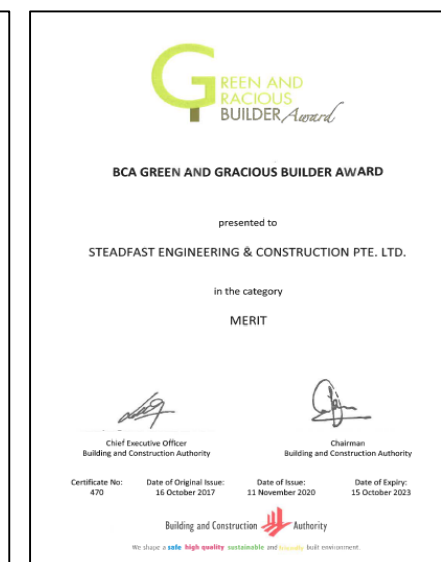 GREEN AND
GRACIOUS
BUILDER Award
BCA GREEN AND GRACIOUS BUILDER AWARD
presented to
STEADFAST ENGINEERING & CONSTRUCTION PTE. LTD.
in the category
MERIT
Chief Executive Officer
Building and Construction Authority
Chairman
Building and Construction Authority
Certificate No:
470
Date of Original Issue:
16 October 2017
Date of Issue:
11 November 2020
Date of Expiry:
15 October 2023
Building and Construction Authority
We shape a safe high quality sustainable and friendly built environment.